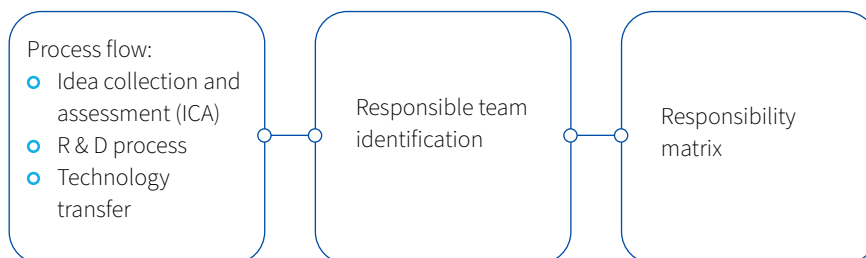 Process flow:
Idea collection and
assessment (ICA)
R & D process
Technology
transfer
Responsible team
identification
Responsibility
matrix